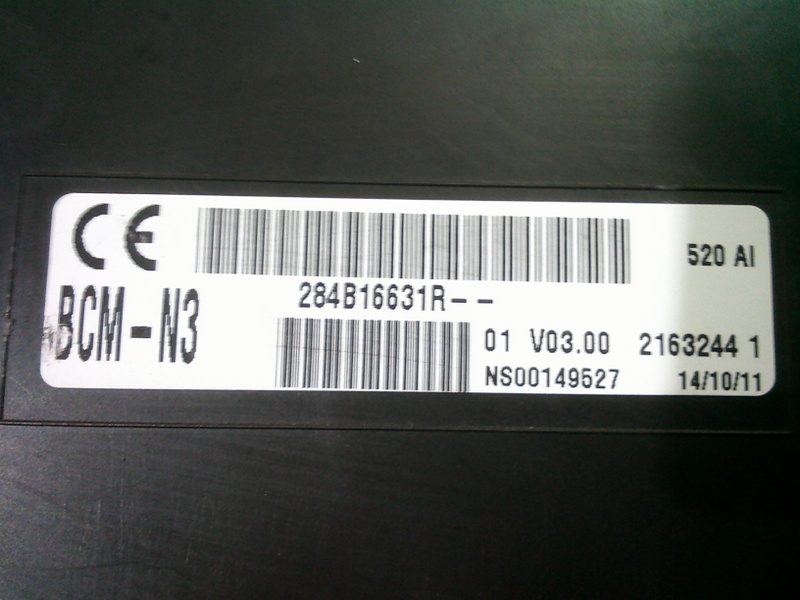 CE
520 AI
284B16631R--
BCM-N3
01 V03.00 2163244 1
NS00149527 14/10/11